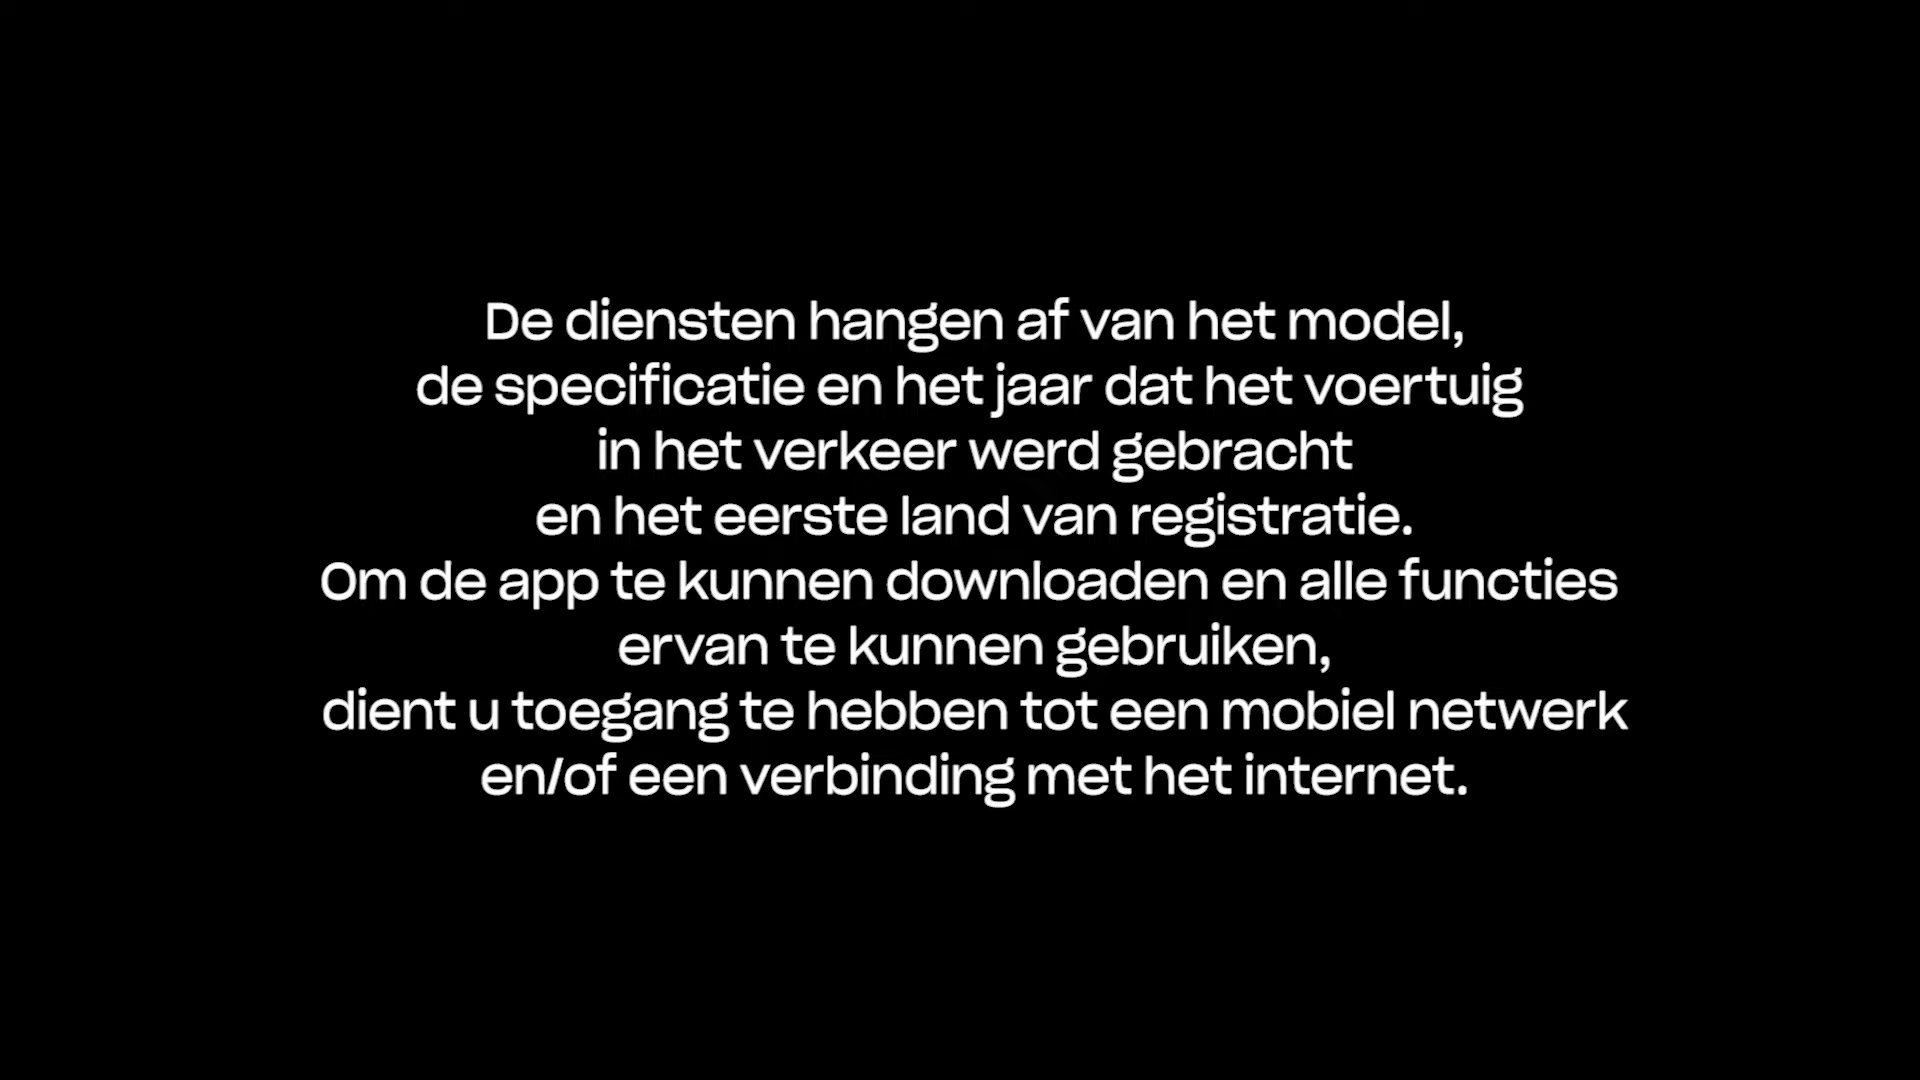 De diensten hangen af van het model,
de specificatie en het jaar dat het voertuig
in het verkeer werd gebracht
en het eerste land van registratie.
Om de app te kunnen downloaden en alle functies
ervan te kunnen gebruiken,
dient u toegang te hebben tot een mobiel netwerk
en/of een verbinding met het internet.